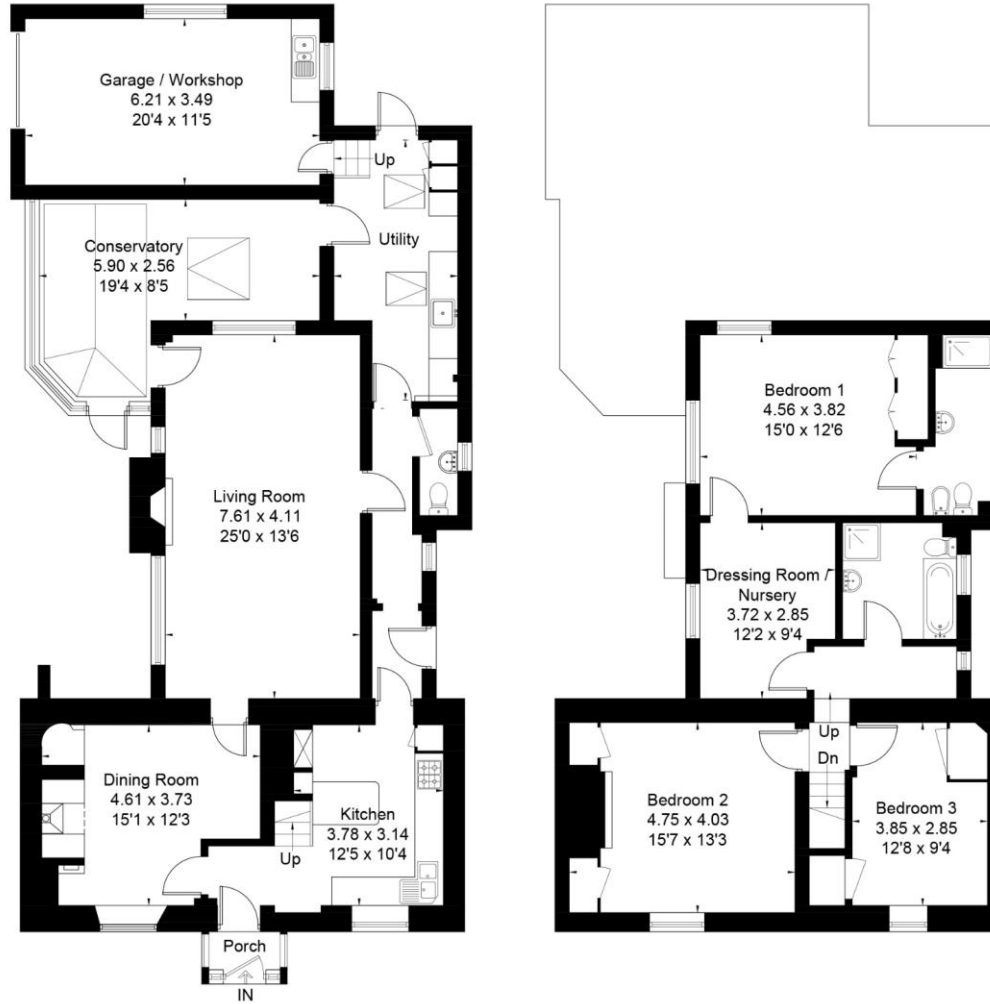 Garage / Workshop
6.21 x 3.49
20'4 x 11'5
Up
Utility
Conservatory
5.90 x 2.56
19'4 x 8'5
Living Room
7.61 x 4.11
25'0 x 13'6
Dining Room
4.61 x 3.73
15'1 x 12'3
Kitchen
3.78 x 3.14
12'5 x 10'4
Up
Porch
IN
Bedroom 1
4.56 x 3.82
15'0 x 12'6
Dressing Room /
Nursery
3.72 x 2.85
12'2 x 9'4
Up
Dn
Bedroom 2
4.75 x 4.03
15'7 x 13'3
Bedroom 3
3.85 x 2.85
12'8 x 9'4